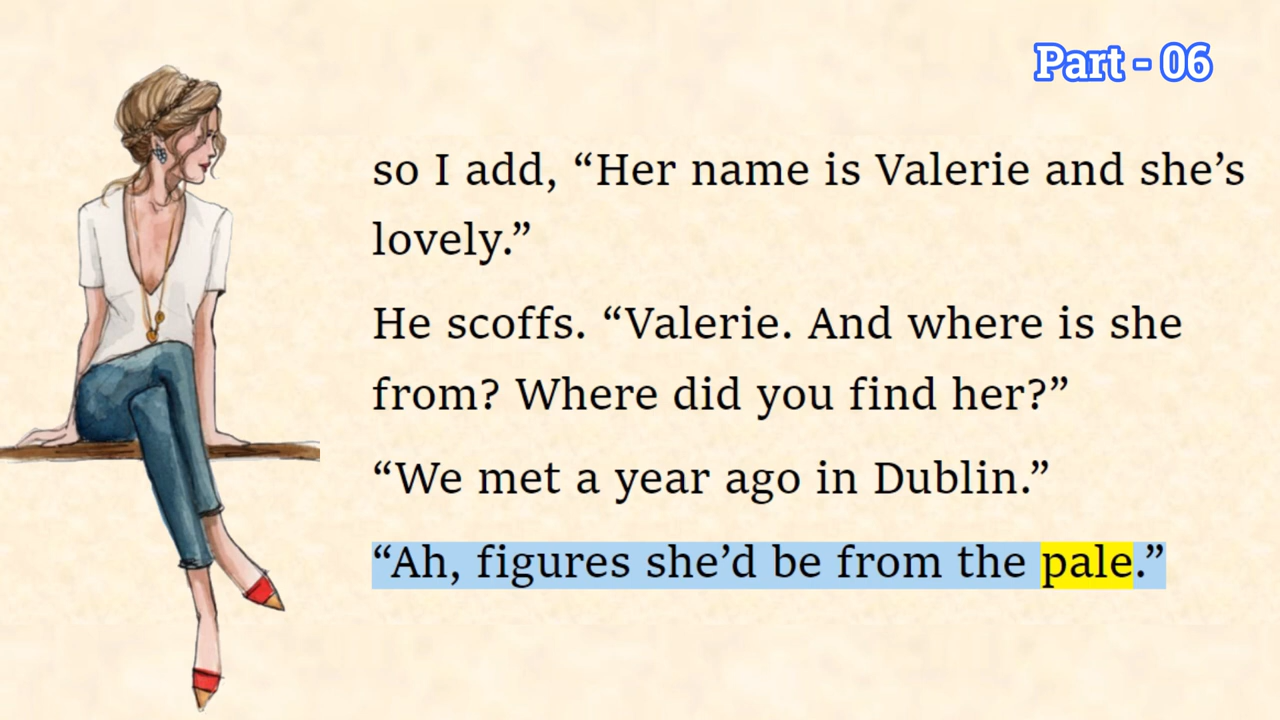 Part - 06
so I add, “Her name is Valerie and she’s
lovely.”
He scoffs. “Valerie. And where is she
from? Where did you find her?”
“We met a year ago in Dublin.”
“Ah, figures she’d be from the pale.”